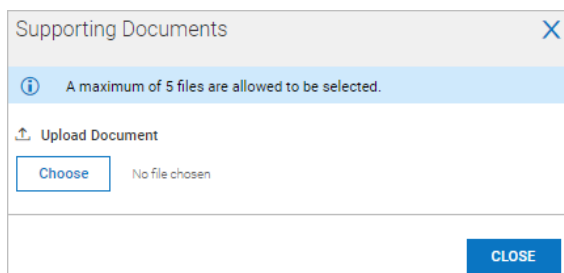 Supporting Documents
A maximum of 5 files are allowed to be selected.
Upload Document
Choose No file chosen
CLOSE